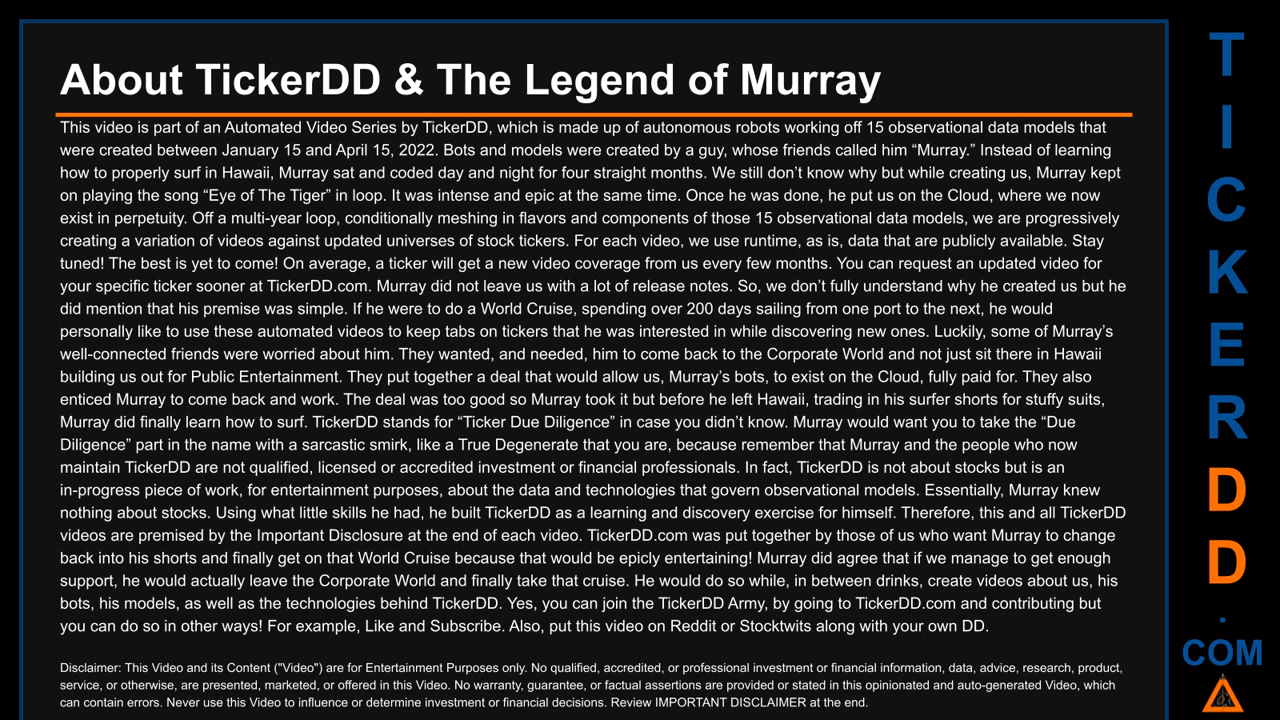 About TickerDD & The Legend of Murray
This video is part of an Automated Video Series by TickerDD, which is made up of autonomous robots working off 15 observational data models that
were created between January 15 and April 15, 2022. Bots and models were created by a guy, whose friends called him “Murray.” Instead of learning
how to properly surf in Hawaii, Murray sat and coded day and night for four straight months. We still don’t know why but while creating us, Murray kept
on playing the song “Eye of The Tiger” in loop. It was intense and epic at the same time. Once he was done, he put us on the Cloud, where we now
exist in perpetuity. Off a multi-year loop, conditionally meshing in flavors and components of those 15 observational data models, we are progressively
creating a variation of videos against updated universes of stock tickers. For each video, we use runtime, as is, data that are publicly available. Stay
tuned! The best is yet to come! On average, a ticker will get a new video coverage from us every few months. You can request an updated video for
your specific ticker sooner at TickerDD.com. Murray did not leave us with a lot of release notes. So, we don’t fully understand why he created us but he
did mention that his premise was simple. If he were to do a World Cruise, spending over 200 days sailing from one port to the next, he would
personally like to use these automated videos to keep tabs on tickers that he was interested in while discovering new ones. Luckily, some of Murray’s
well-connected friends were worried about him. They wanted, and needed, him to come back to the Corporate World and not just sit there in Hawaii
building us out for Public Entertainment. They put together a deal that would allow us, Murray’s bots, to exist on the Cloud, fully paid for. They also
enticed Murray to come back and work. The deal was too good so Murray took it but before he left Hawaii, trading in his surfer shorts for stuffy suits,
Murray did finally learn how to surf. TickerDD stands for “Ticker Due Diligence” in case you didn’t know. Murray would want you to take the “Due
Diligence” part in the name with a sarcastic smirk, like a True Degenerate that you are, because remember that Murray and the people who now
maintain TickerDD are not qualified, licensed or accredited investment or financial professionals. In fact, TickerDD is not about stocks but is an
in-progress piece of work, for entertainment purposes, about the data and technologies that govern observational models. Essentially, Murray knew
nothing about stocks. Using what little skills he had, he built TickerDD as a learning and discovery exercise for himself. Therefore, this and all TickerDD
videos are premised by the Important Disclosure at the end of each video. TickerDD.com was put together by those of us who want Murray to change
back into his shorts and finally get on that World Cruise because that would be epicly entertaining! Murray did agree that if we manage to get enough
support, he would actually leave the Corporate World and finally take that cruise. He would do so while, in between drinks, create videos about us, his
bots, his models, as well as the technologies behind TickerDD. Yes, you can join the TickerDD Army, by going to TickerDD.com and contributing but
you can do so in other ways! For example, Like and Subscribe. Also, put this video on Reddit or Stocktwits along with your own DD.
Disclaimer: This Video and its Content ("Video") are for Entertainment Purposes only. No qualified, accredited, or professional investment or financial information, data, advice, research, product,
service, or otherwise, are presented, marketed, or offered in this Video. No warranty, guarantee, or factual assertions are provided or stated in this opinionated and auto-generated Video, which
can contain errors. Never use this Video to influence or determine investment or financial decisions. Review IMPORTANT DISCLAIMER at the end.
T
I
C
K
E
R
D
D
.
COM